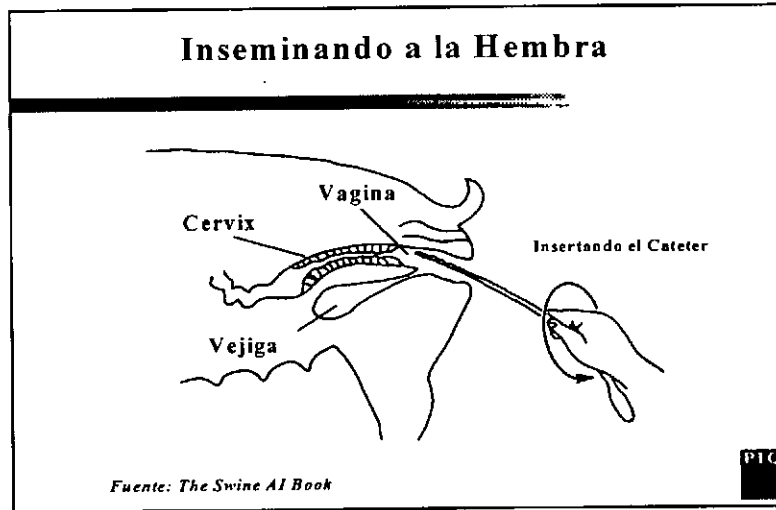 Inseminando a la Hembra
Vagina
Cervix
Insertando el Cateter
Vejiga
Fuente: The Swine AI Book
PIC